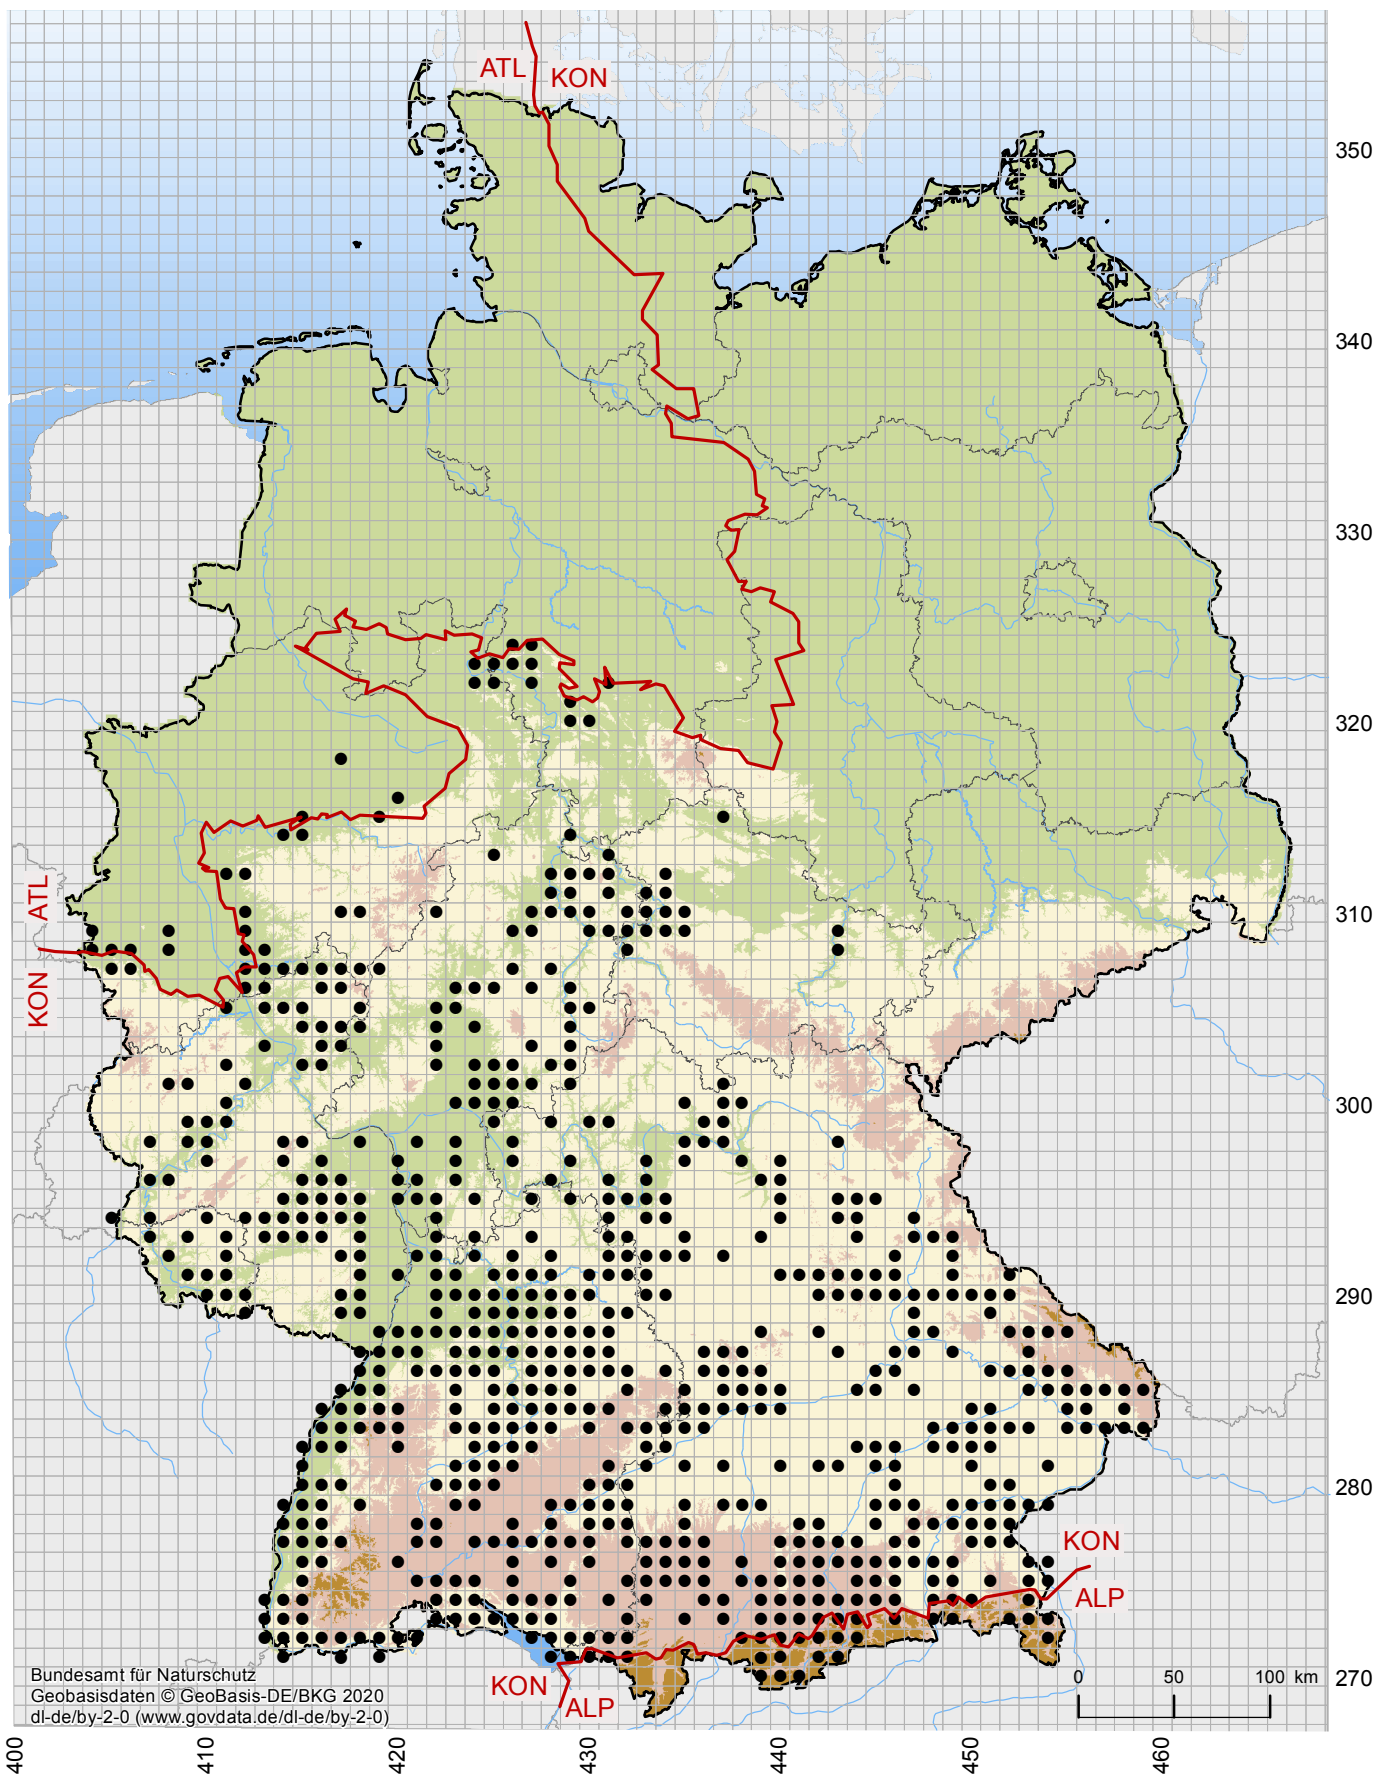 ATL
KON
350
340
330
320
ATL
310
KON
300
290
280
KON
ALP
Bundesamt für Naturschutz
Geobasisdaten © GeoBasis-DE/BKG 2020
dl-de/by-2-0 (www.govdata.de/dl-de/by-2-0)
KON
ALP
0 50 100 km
270
400 410 420 430 440 450 460